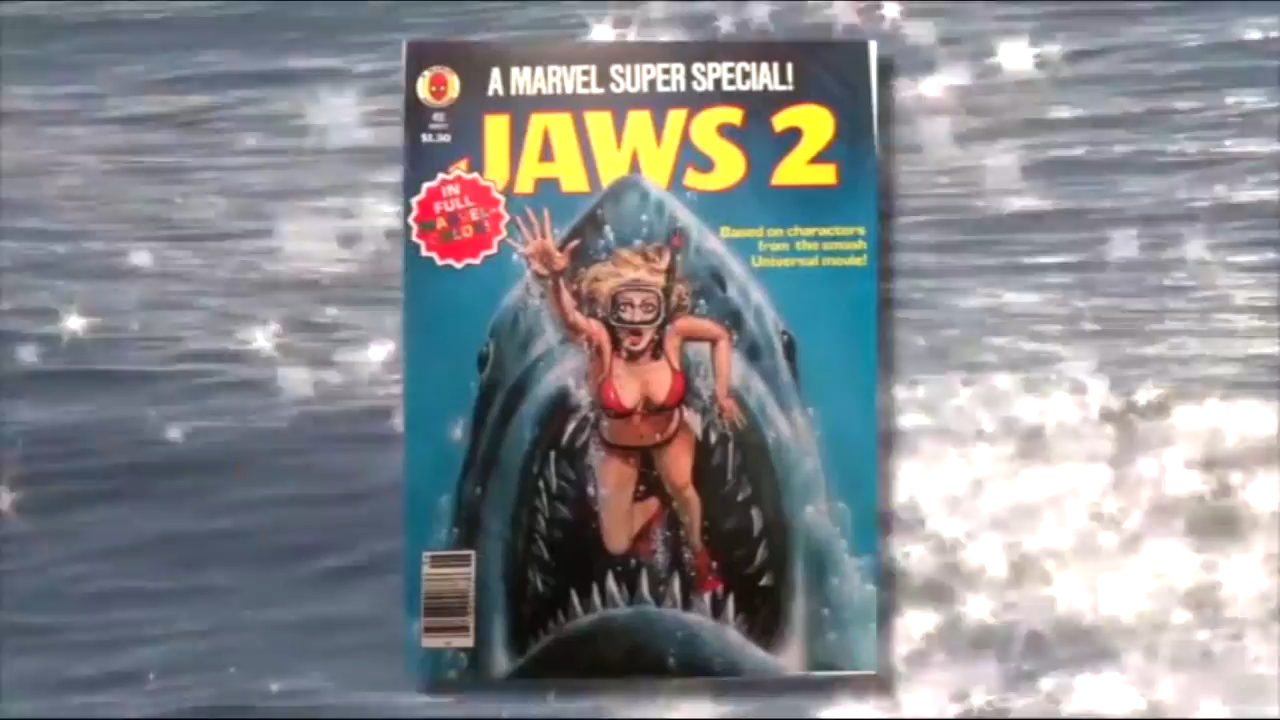 A MARVEL SUPER SPECIAL!
$1.50
JAWS 2
IN
FULL
Based on characters
from the smash
Universal movie!